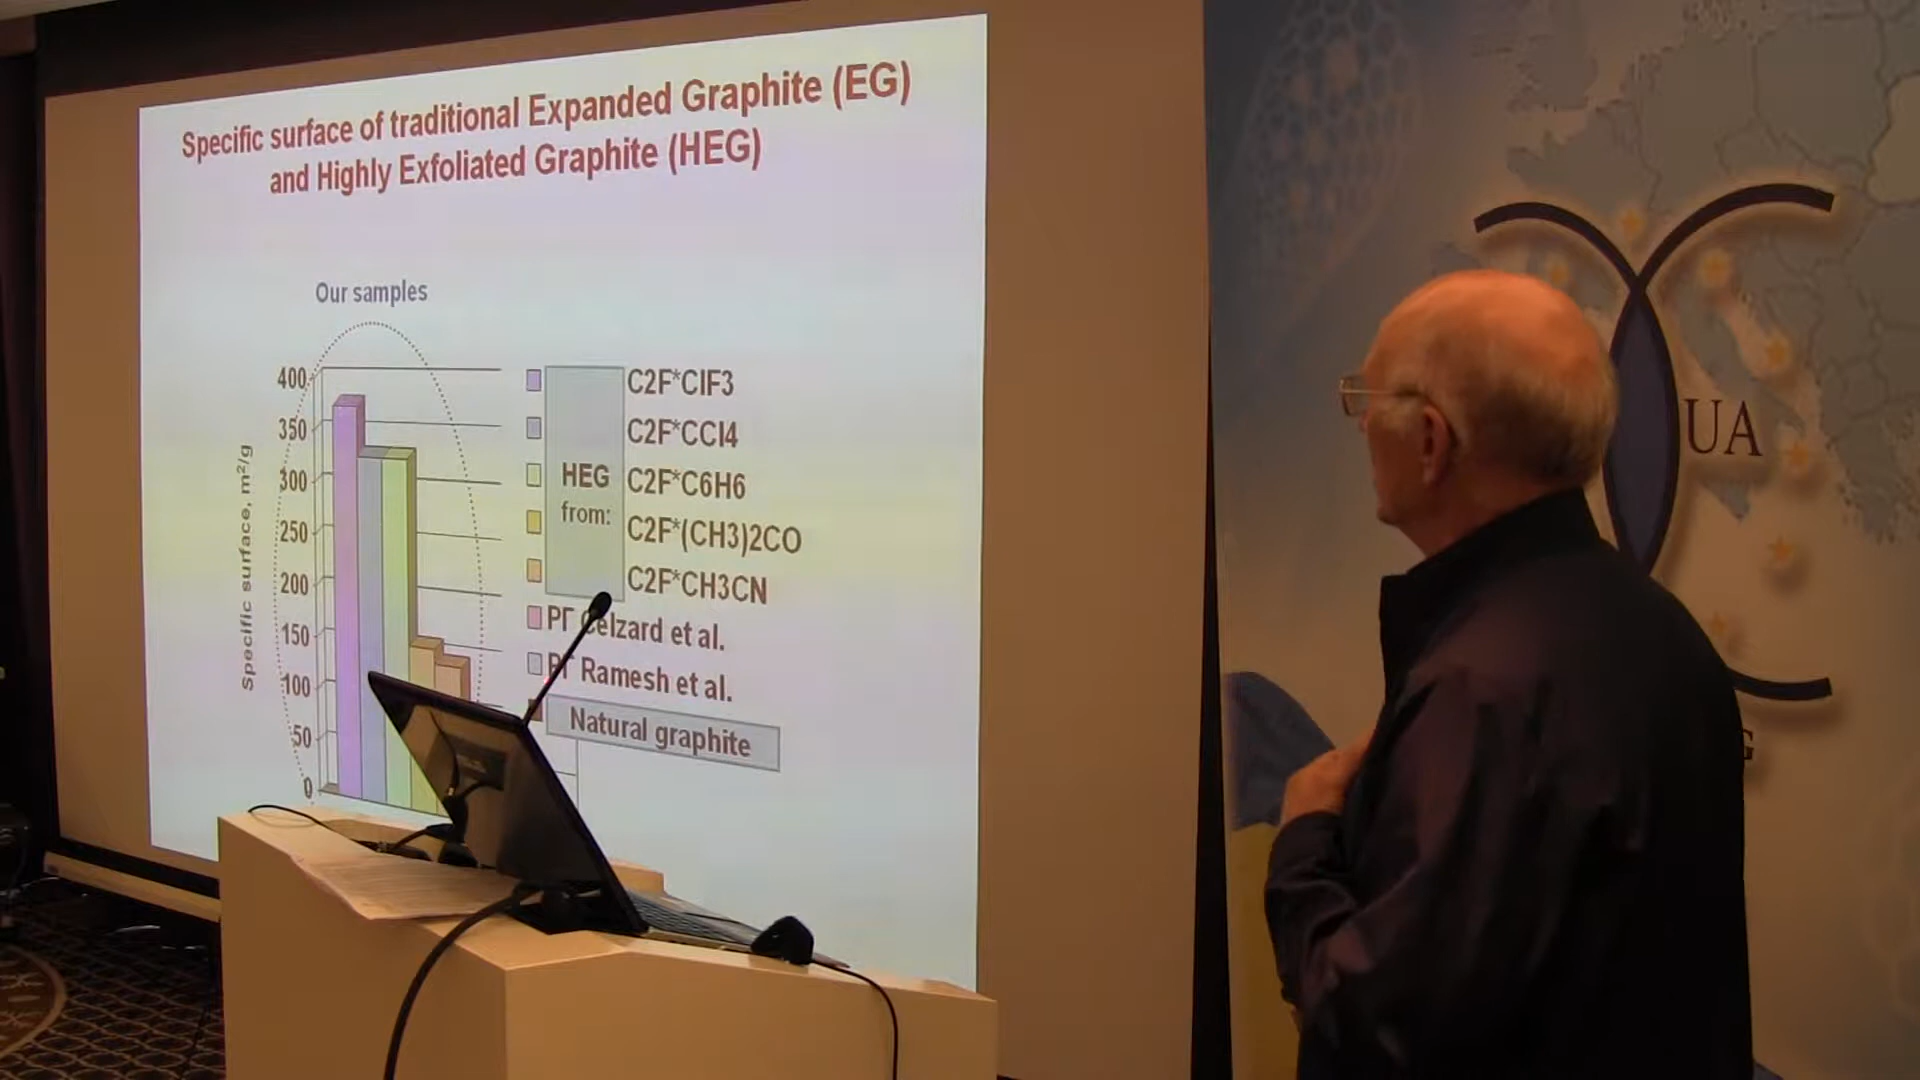 Specific surface of traditional Expanded Graphite (EG)
and Highly Exfoliated Graphite (HEG)
Our samples
400
350
300
250
200
150
100
50
0
Specific surface, m²/g
HEG
from:
C2F*ClF3
C2F*CCl4
C2F*C6H6
C2F*(CH3)2CO
C2F*CH3CN
РГ Celzard et al.
РГ Ramesh et al.
Natural graphite
UA
G